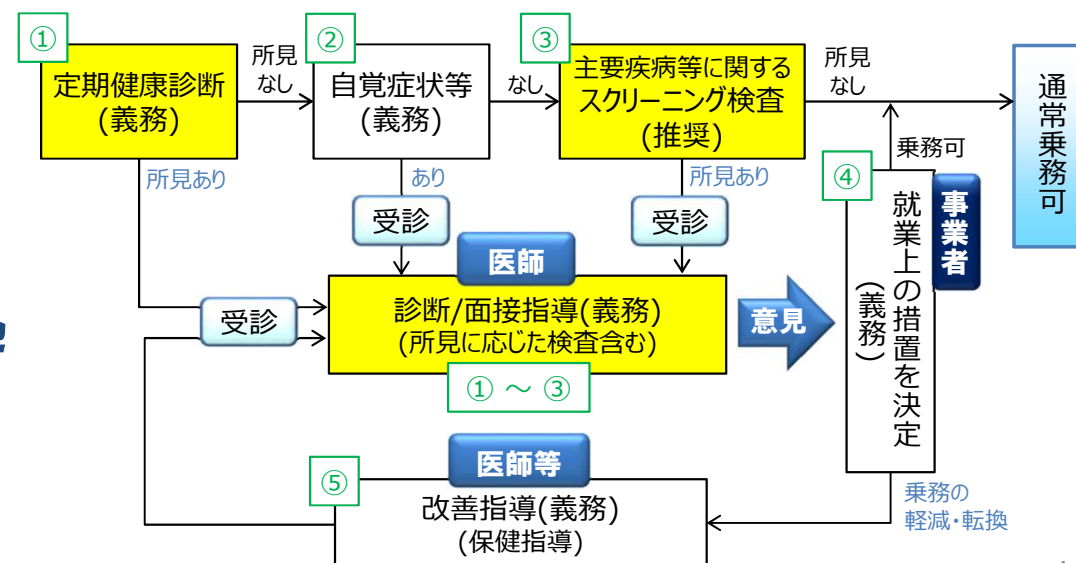 ①
定期健康診断
(義務)
所見
なし
②
自覚症状等
(義務)
なし
③
主要疾病等に関する
スクリーニング検査
(推奨)
所見
なし
通常乗務可
所見あり
あり
所見あり
乗務可
④
事業者
就業上の措置を決定
(義務)
受診
受診
受診
医師
診断/面接指導(義務)
(所見に応じた検査含む)
意見
① ～ ③
医師等
⑤
改善指導(義務)
(保健指導)
乗務の
軽減・転換